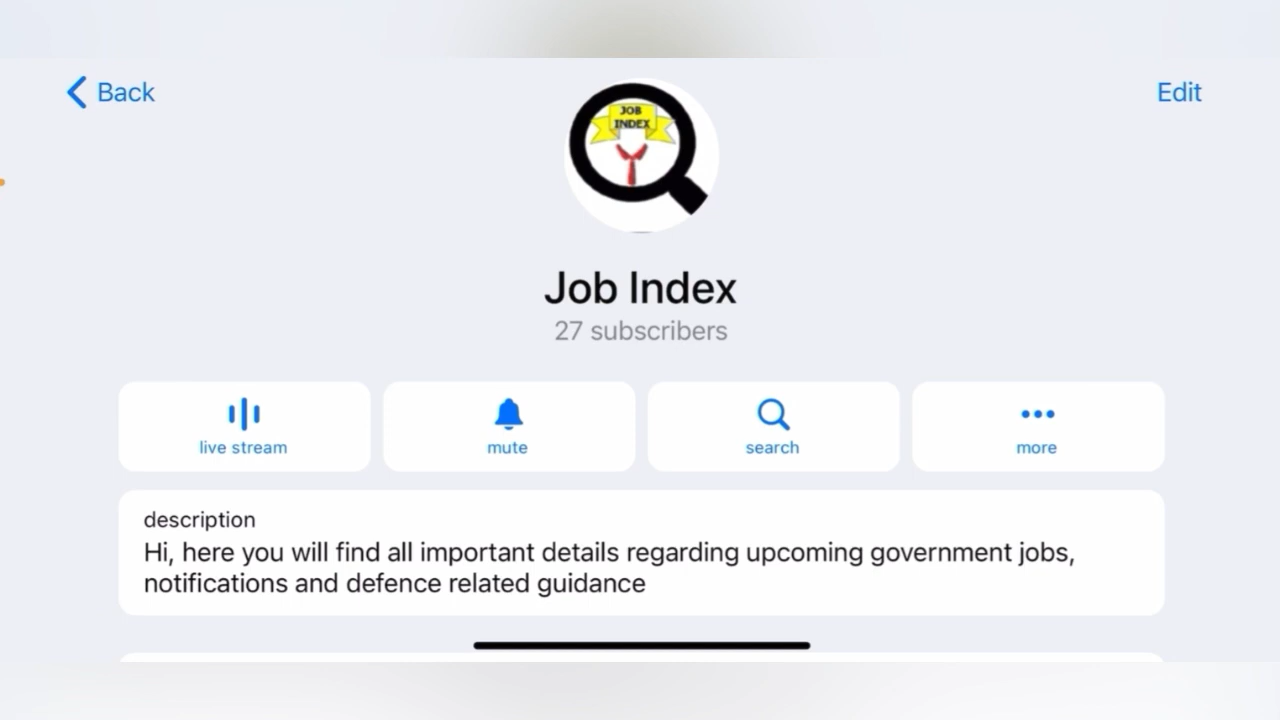 Back
Edit
JOB
INDEX
Job Index
27 subscribers
live stream
mute
search
more
description
Hi, here you will find all important details regarding upcoming government jobs,
notifications and defence related guidance